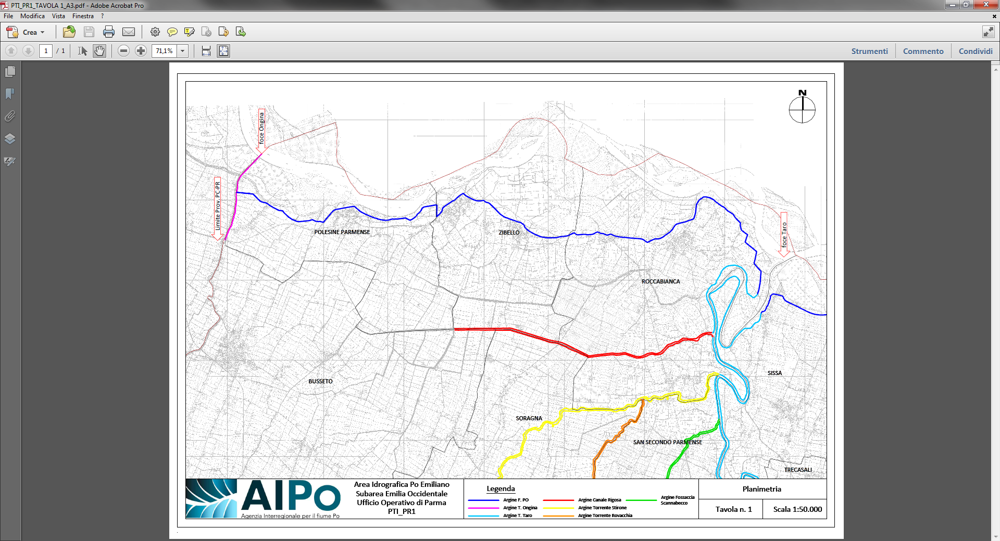 PTI_PR1_TAVOLA 1_A3.pdf - Adobe Acrobat Pro
File Modifica Vista Finestra ?
Crea
1 / 1
71,1%
Strumenti Commento Condividi
N
foce Ongina
Limite Prov. PC-PR
foce Taro
POLESINE PARMENSE
ZIBELLO
ROCCABIANCA
SISSA
BUSSETO
SORAGNA
SAN SECONDO PARMENSE
TRECASALI
AIPo
Agenzia Interregionale per il fiume Po
Area Idrografica Po Emiliano
Subarea Emilia Occidentale
Ufficio Operativo di Parma
PTI_PR1
Legenda
Argine F. PO
Argine T. Ongina
Argine T. Taro
Argine Canale Rigosa
Argine Torrente Stirone
Argine Torrente Rovacchia
Argine Fossaccia
Scannabecco
Planimetria
Tavola n. 1
Scala 1:50.000